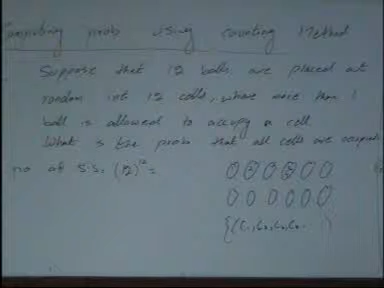 Computing prob using counting Method
Suppose that 12 balls are placed at
random int 12 cells, where more than 1
ball is allowed to occupy a cell.
What is the prob that all cells are occupi
no of S.S. (12)¹² =
{(C₁, C₂, C₃, C₄ . )